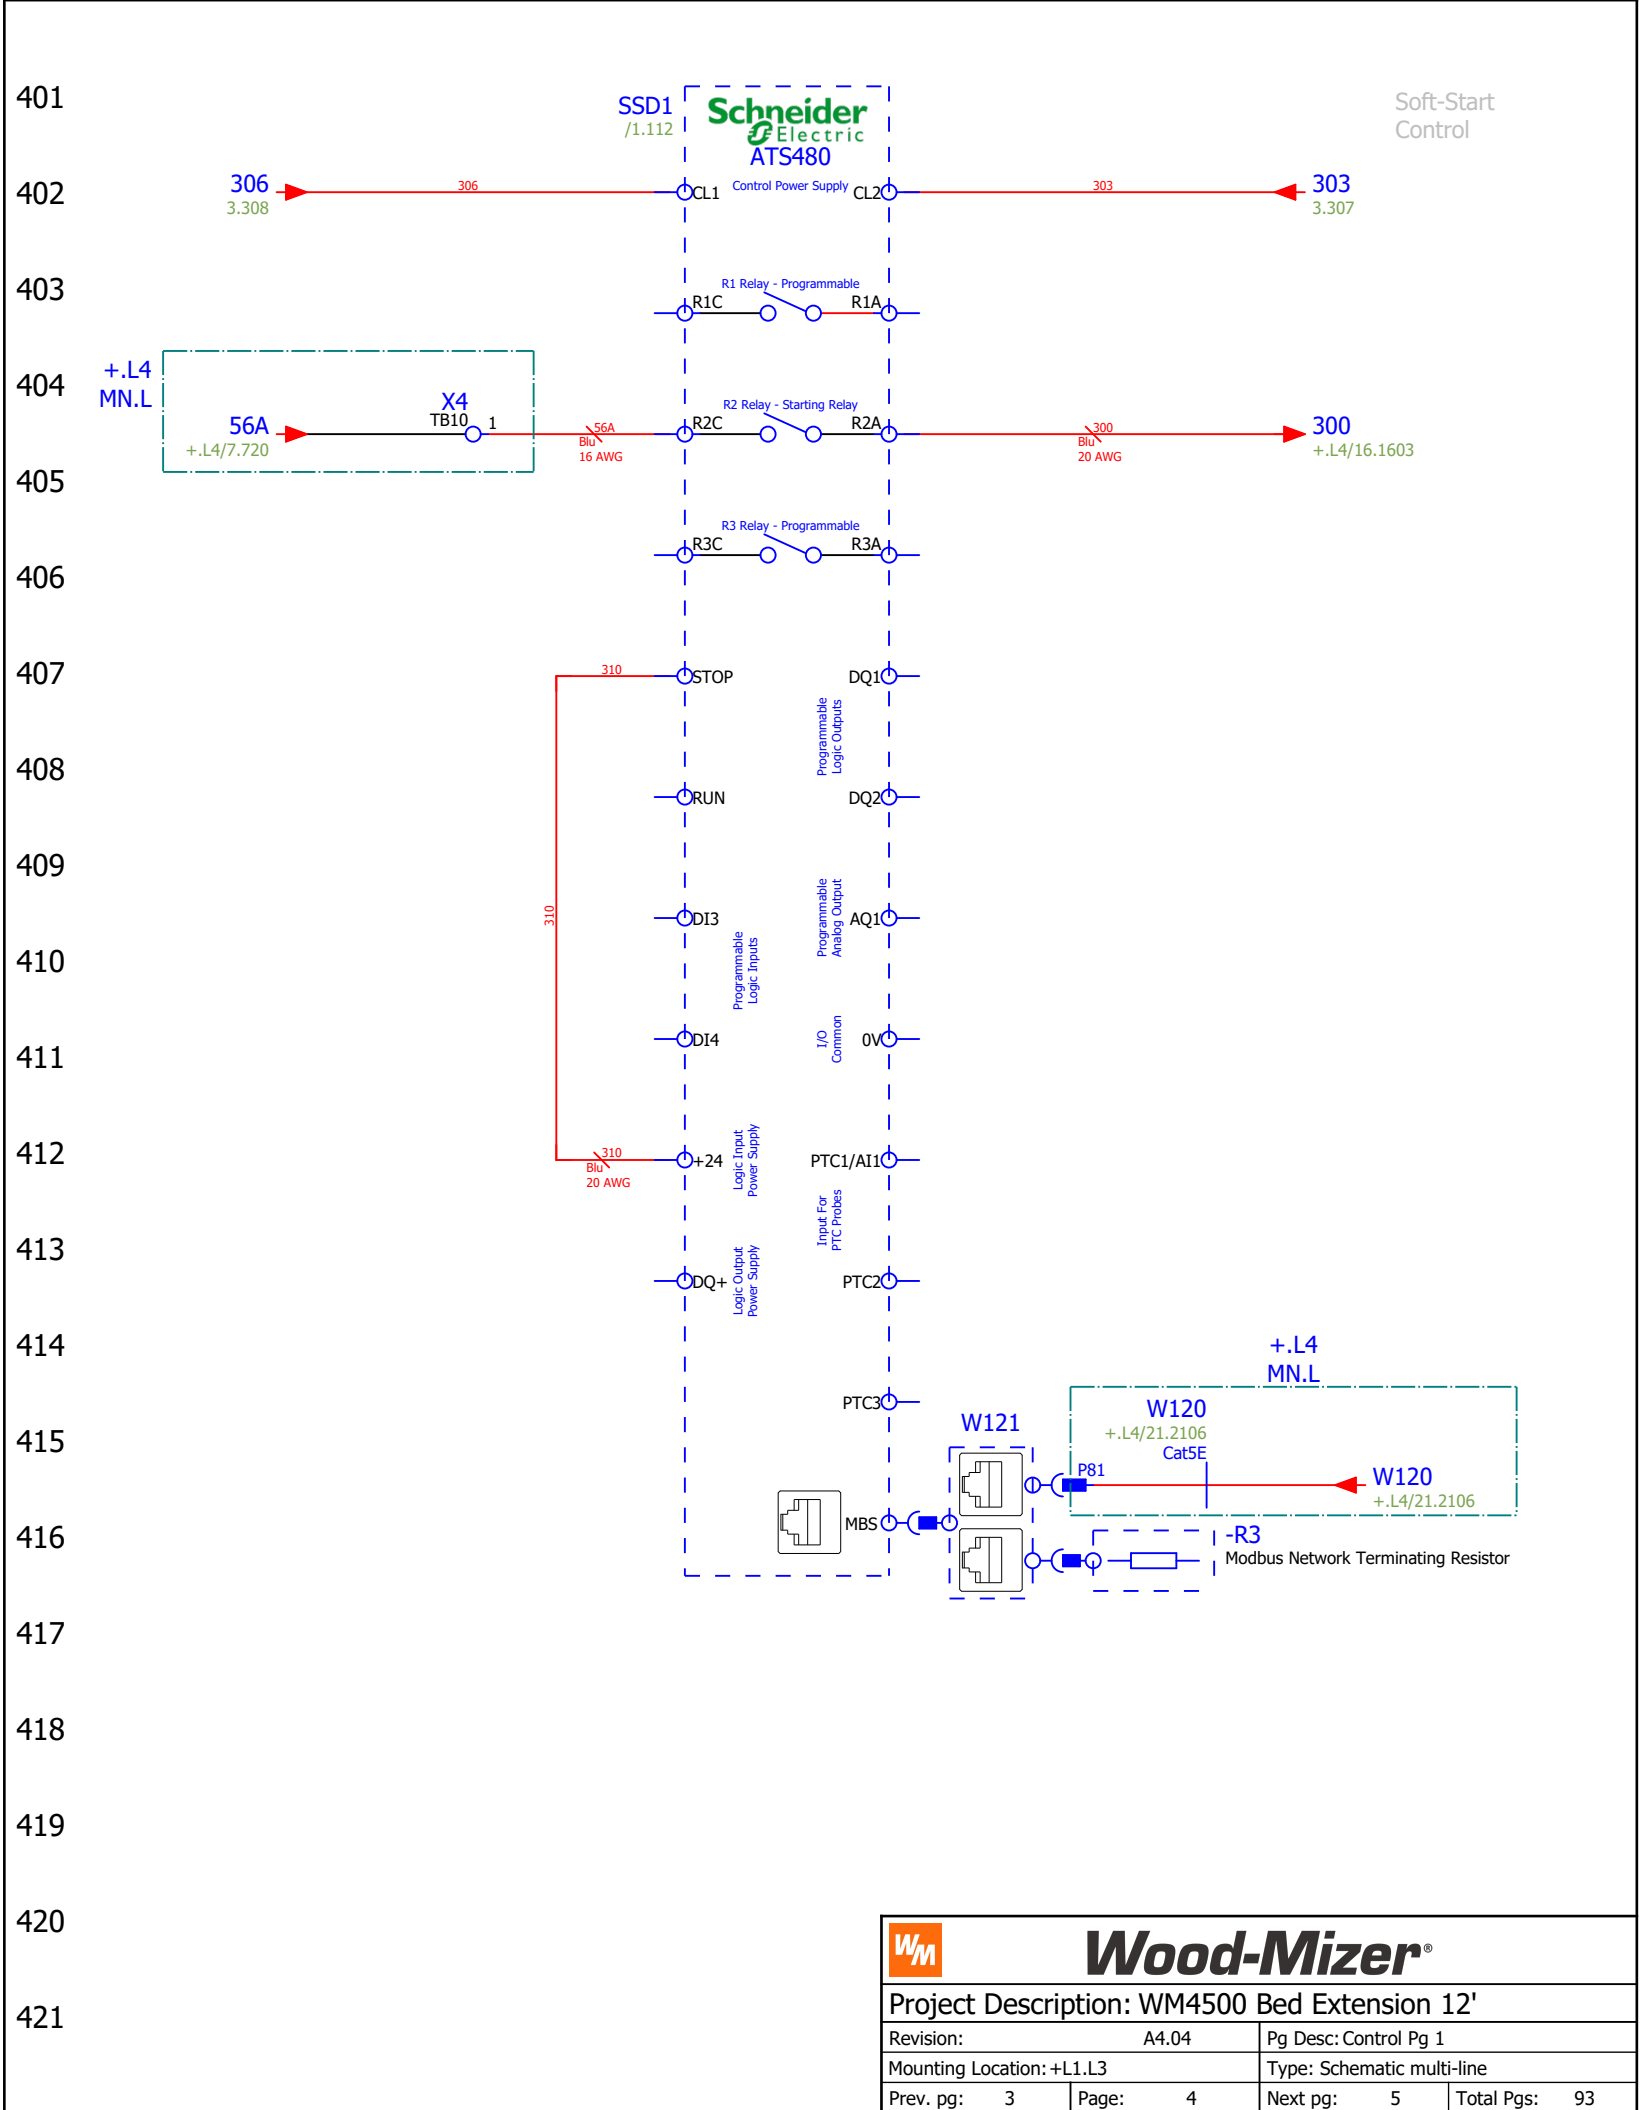 401
SSD1
/1.112
Schneider
Electric
ATS480
Soft-Start
Control
402
306
3.308
306
CL1
Control Power Supply
CL2
303
303
3.307
403
R1 Relay - Programmable
R1C
R1A
404
+.L4
MN.L
56A
+.L4/7.720
X4
TB10
1
56A
Blu
16 AWG
R2 Relay - Starting Relay
R2C
R2A
300
Blu
20 AWG
300
+.L4/16.1603
405
R3 Relay - Programmable
R3C
R3A
406
407
310
STOP
DQ1
Programmable
Logic Outputs
408
RUN
DQ2
409
310
DI3
Programmable
Analog Output
AQ1
410
Programmable
Logic Inputs
411
DI4
I/O
Common
0V
412
310
Blu
20 AWG
+24
Logic Input
Power Supply
PTC1/AI1
Input For
PTC Probes
413
DQ+
Logic Output
Power Supply
PTC2
414
+.L4
MN.L
PTC3
415
W121
W120
+.L4/21.2106
Cat5E
P81
W120
+.L4/21.2106
416
MBS
-R3
Modbus Network Terminating Resistor
417
418
419
420
421
WM
Wood-Mizer®
Project Description: WM4500 Bed Extension 12'
Revision: A4.04
Pg Desc: Control Pg 1
Mounting Location: +L1.L3
Type: Schematic multi-line
Prev. pg: 3
Page: 4
Next pg: 5
Total Pgs: 93